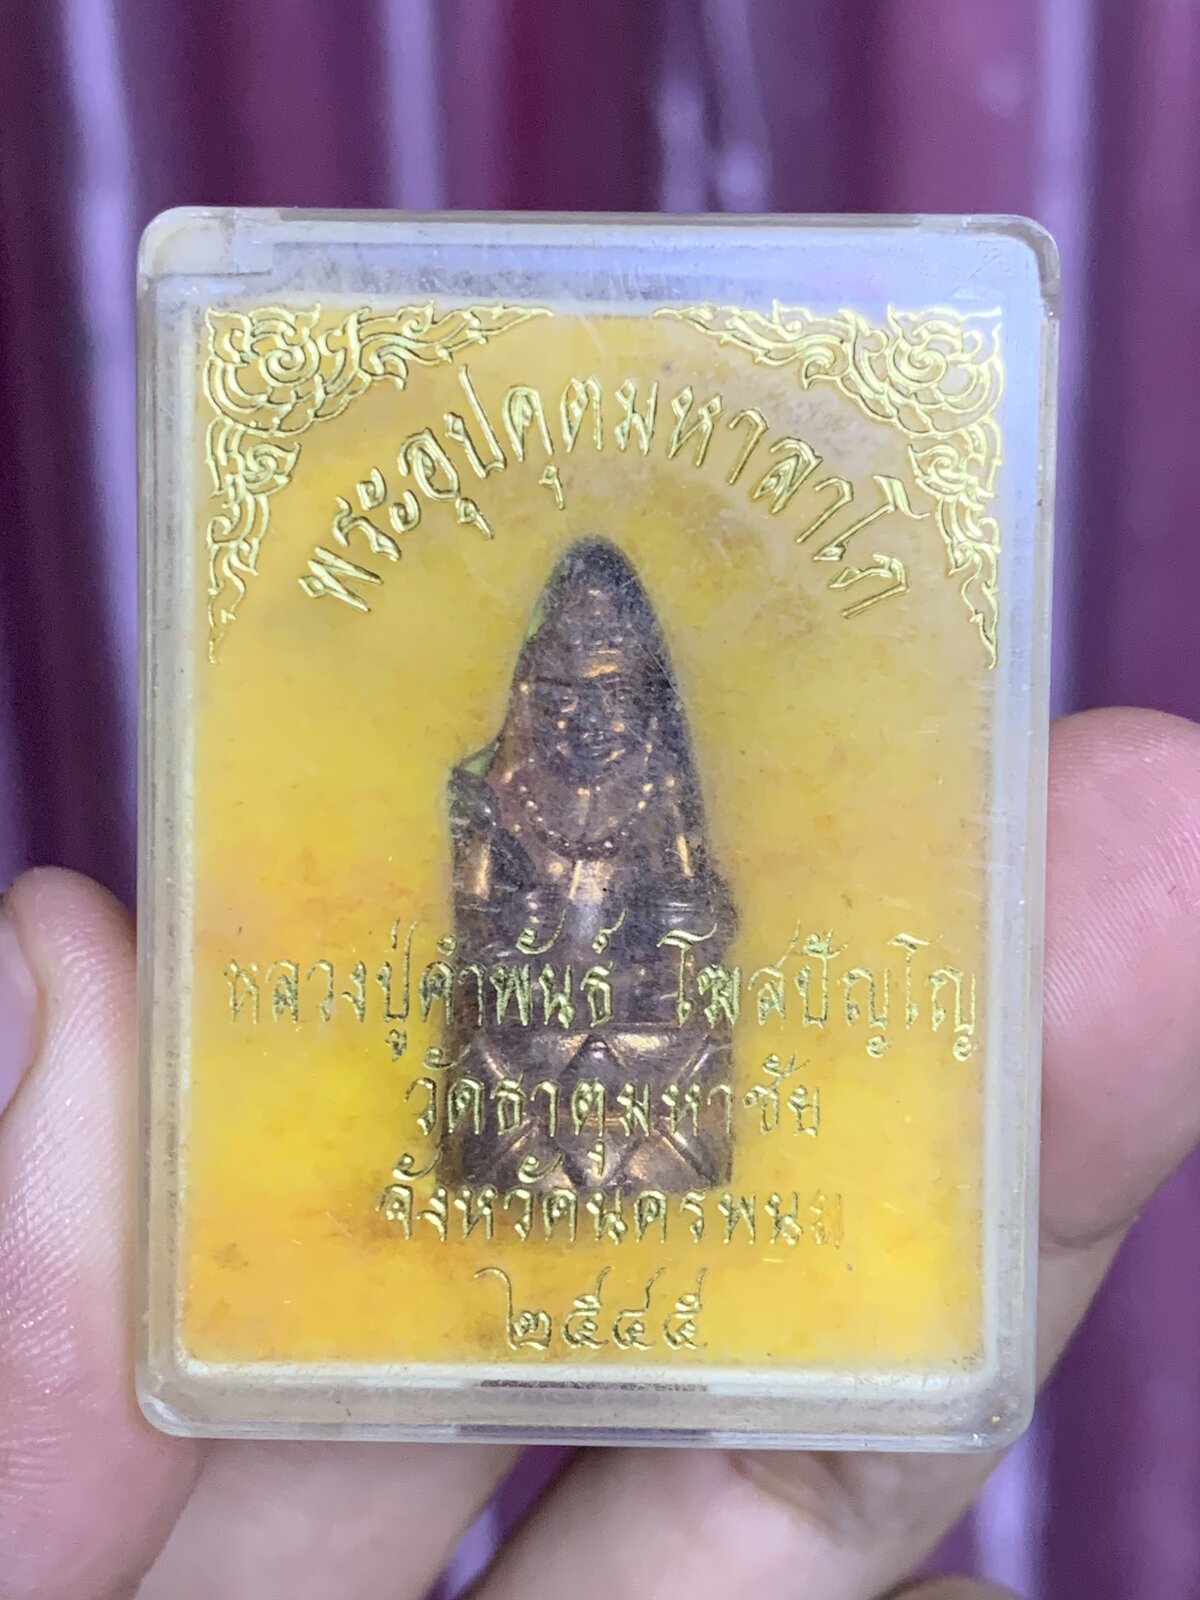 พระอุปคุตมหาลาโภ
หลวงปู่คำพันธ์ โฆสปัญโญ
วัดธาตุมหาชัย
จังหวัดนครพนม
๒๕๔๕